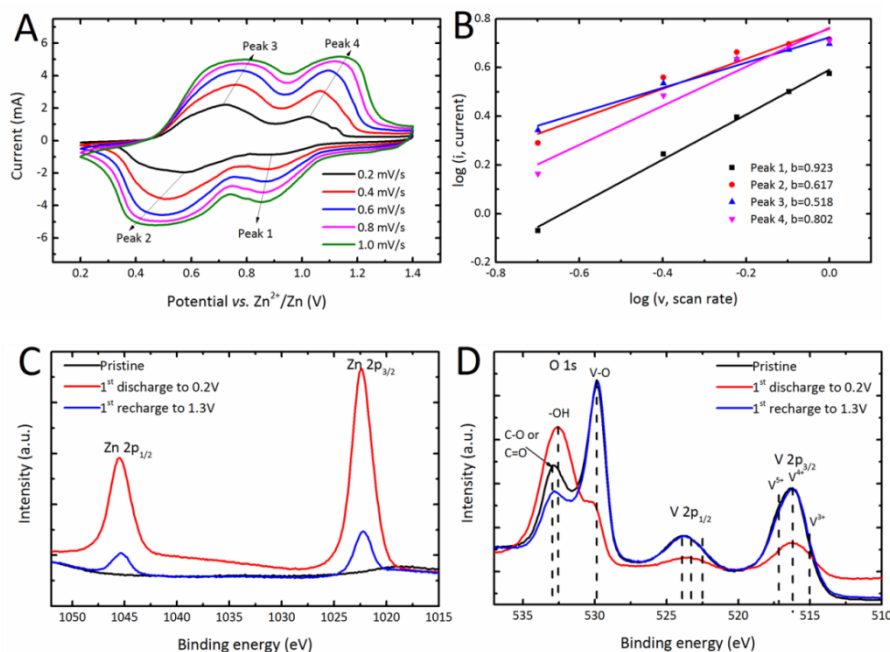 A
Peak 3
Peak 4
Peak 2
Peak 1
0.2 mV/s
0.4 mV/s
0.6 mV/s
0.8 mV/s
1.0 mV/s
6
4
2
0
-2
-4
-6
Current (mA)
0.2 0.4 0.6 0.8 1.0 1.2 1.4
Potential vs. Zn²⁺/Zn (V)
B
0.8
0.6
0.4
0.2
0.0
-0.2
log (i, current)
Peak 1, b=0.923
Peak 2, b=0.617
Peak 3, b=0.518
Peak 4, b=0.802
-0.8 -0.6 -0.4 -0.2 0.0
log (v, scan rate)
C
Pristine
1ˢᵗ discharge to 0.2V
1ˢᵗ recharge to 1.3V
Zn 2p₃/₂
Zn 2p₁/₂
Intensity (a.u.)
1050 1045 1040 1035 1030 1025 1020 1015
Binding energy (eV)
D
O 1s
V-O
-OH
C-O or
C=O
Pristine
1ˢᵗ discharge to 0.2V
1ˢᵗ recharge to 1.3V
V 2p₁/₂
V 2p₃/₂
V⁵⁺
V⁴⁺
V³⁺
Intensity (a.u.)
535 530 520 515 510
Binding energy (eV)